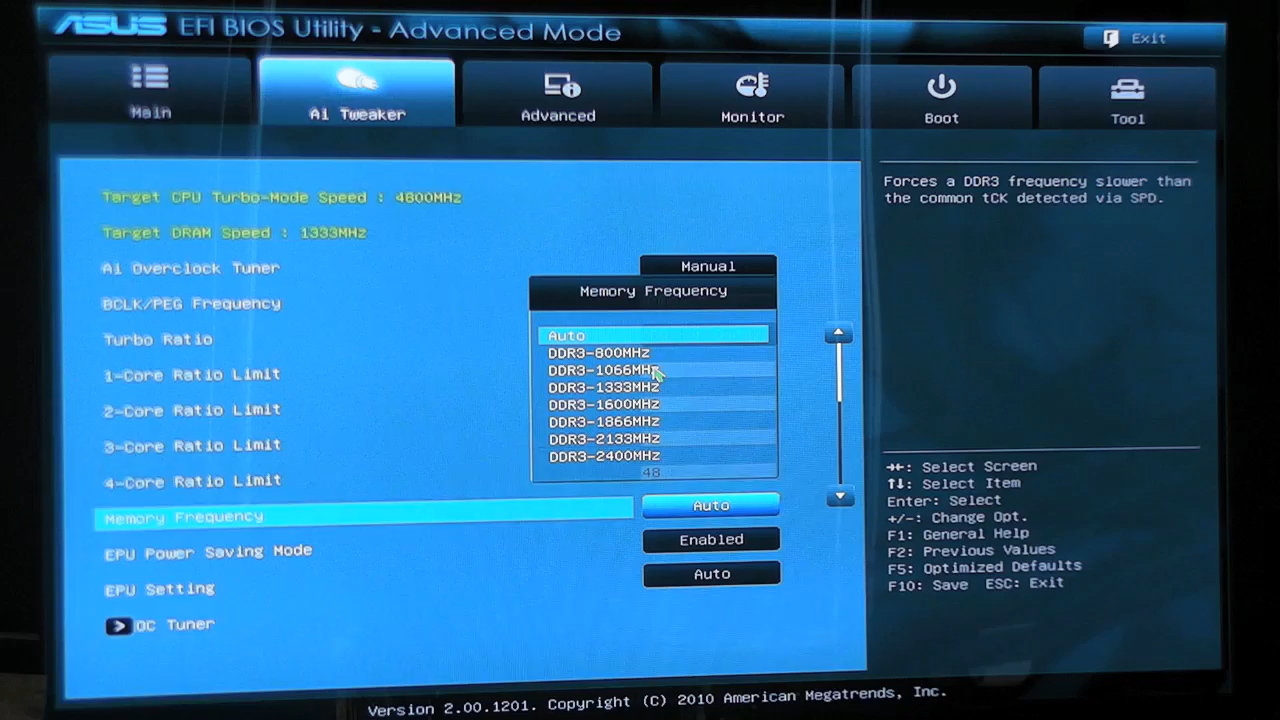 ASUS EFI BIOS Utility - Advanced Mode
Exit
Main
Ai Tweaker
Advanced
Monitor
Boot
Tool
Target CPU Turbo-Mode Speed : 4800MHz
Target DRAM Speed : 1333MHz
Ai Overclock Tuner
Manual
BCLK/PEG Frequency
Turbo Ratio
1-Core Ratio Limit
2-Core Ratio Limit
3-Core Ratio Limit
4-Core Ratio Limit
Memory Frequency
Auto
DDR3-800MHz
DDR3-1066MHz
DDR3-1333MHz
DDR3-1600MHz
DDR3-1866MHz
DDR3-2133MHz
DDR3-2400MHz
48
Memory Frequency
Auto
EPU Power Saving Mode
Enabled
EPU Setting
Auto
> OC Tuner
Forces a DDR3 frequency slower than
the common tCK detected via SPD.
→←: Select Screen
↑↓: Select Item
Enter: Select
+/-: Change Opt.
F1: General Help
F2: Previous Values
F5: Optimized Defaults
F10: Save ESC: Exit
Version 2.00.1201. Copyright (C) 2010 American Megatrends, Inc.